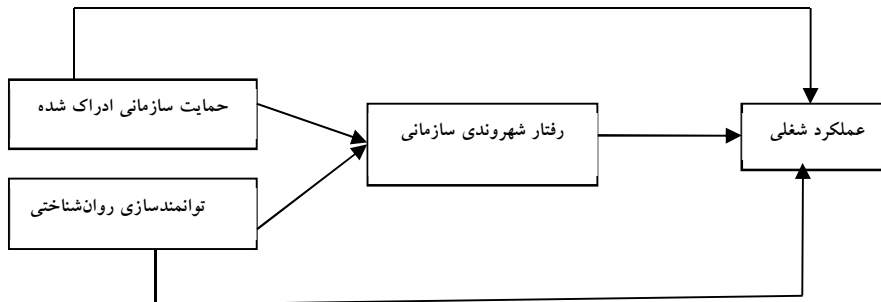 حمایت سازمانی ادراک شده
رفتار شهروندی سازمانی
عملکرد شغلی
توانمندسازی روان‌شناختی